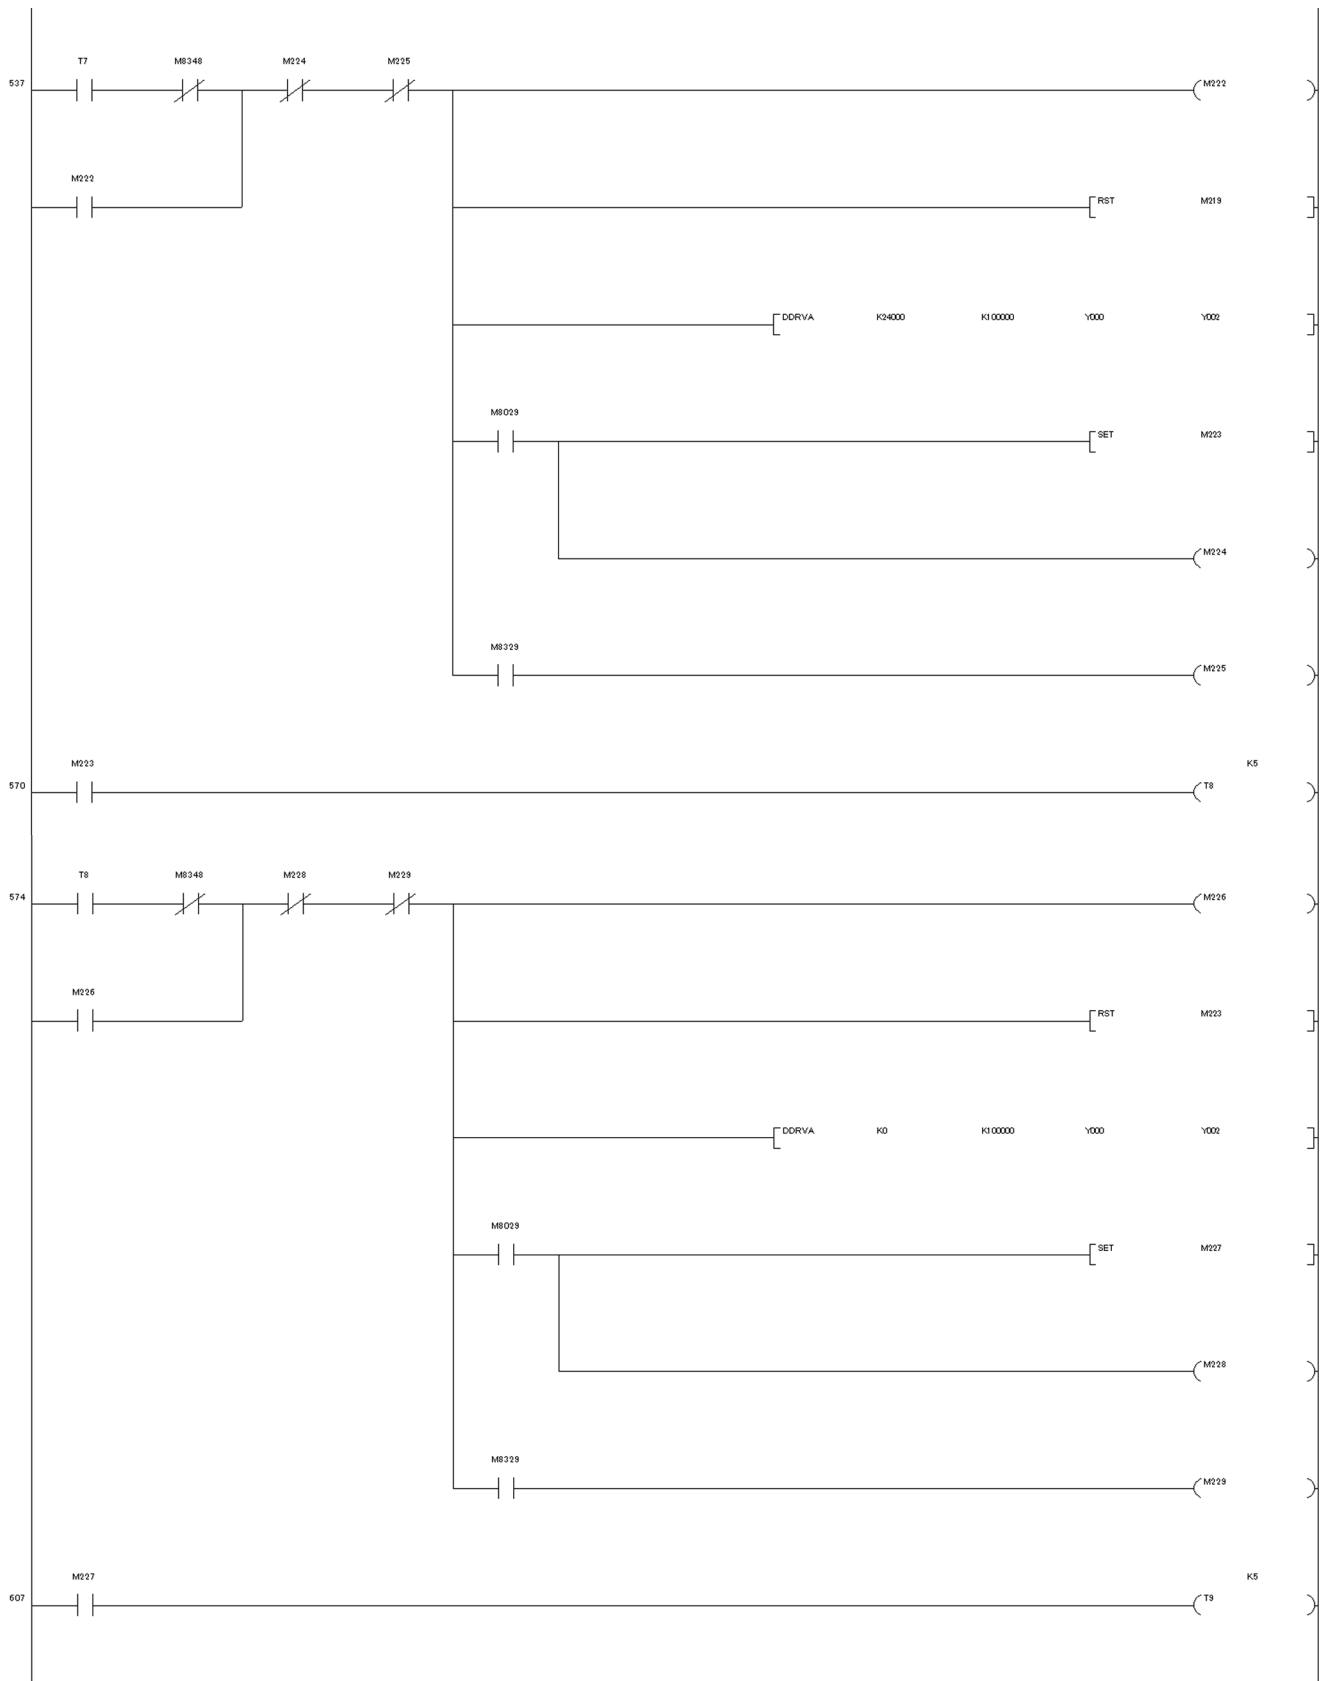 T7 M8348 M224 M225
537 M222
M222
RST M219
DDRVA K24000 K100000 Y000 Y002
M8029
SET M223
M224
M8329
M225
M223 K5
570 T8
T8 M8348 M228 M229
574 M226
M226
RST M223
DDRVA K0 K100000 Y000 Y002
M8029
SET M227
M228
M8329
M229
M227 K5
607 T9